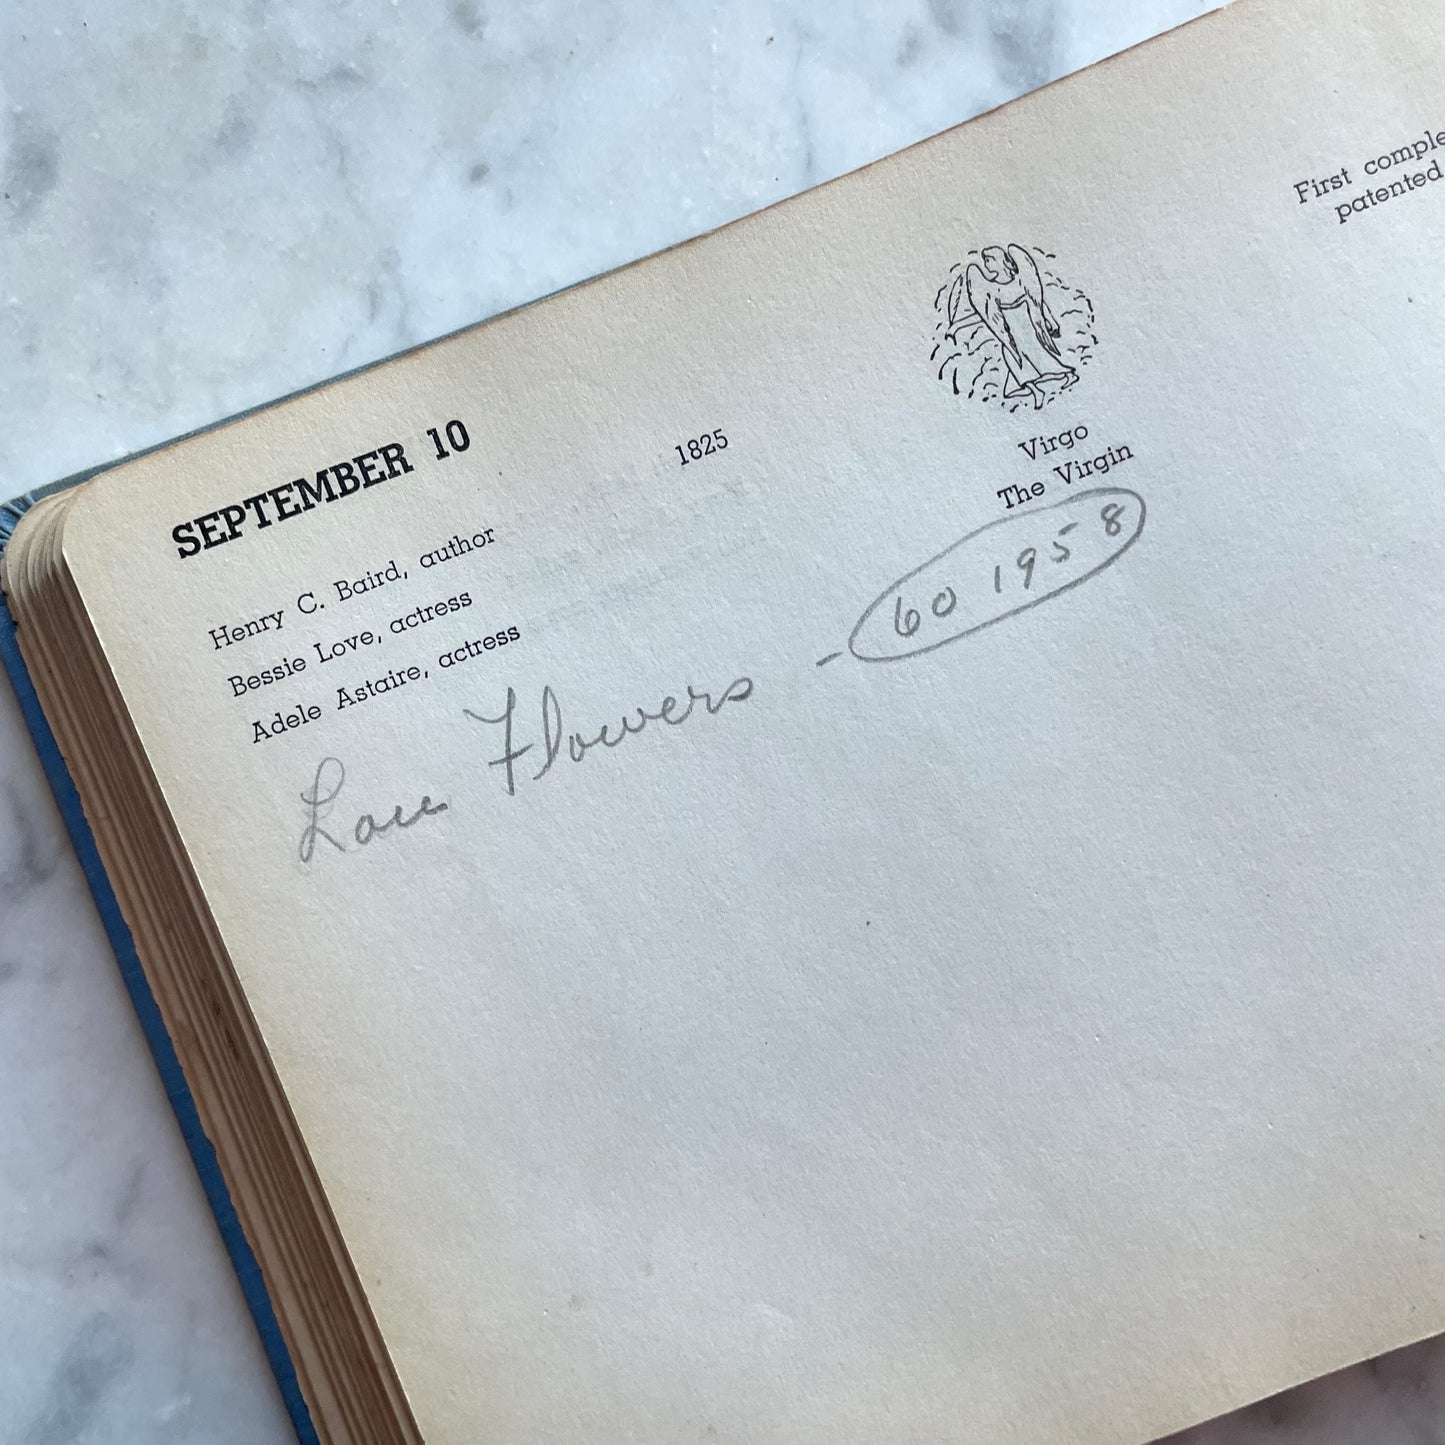 SEPTEMBER 10
Henry C. Baird, author
Bessie Love, actress
Adele Astaire, actress
1825
Virgo
The Virgin
First comple
patented
Flowers - 60 1958